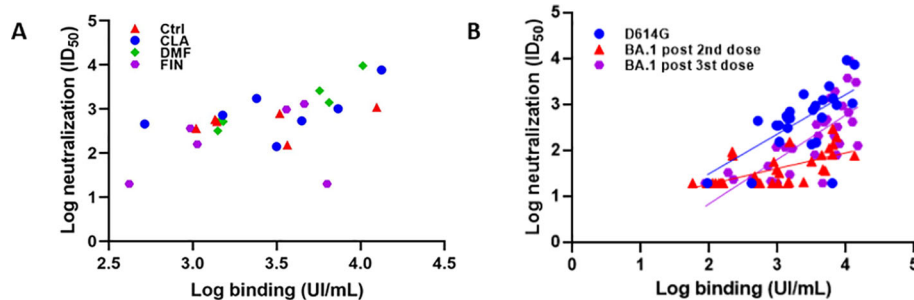 A
Log neutralization (ID50)
5
4
3
2
1
0
Ctrl
CLA
DMF
FIN
2.5 3.0 3.5 4.0 4.5
Log binding (UI/mL)
B
Log neutralization (ID50)
5
4
3
2
1
0
D614G
BA.1 post 2nd dose
BA.1 post 3st dose
0 1 2 3 4 5
Log binding (UI/mL)